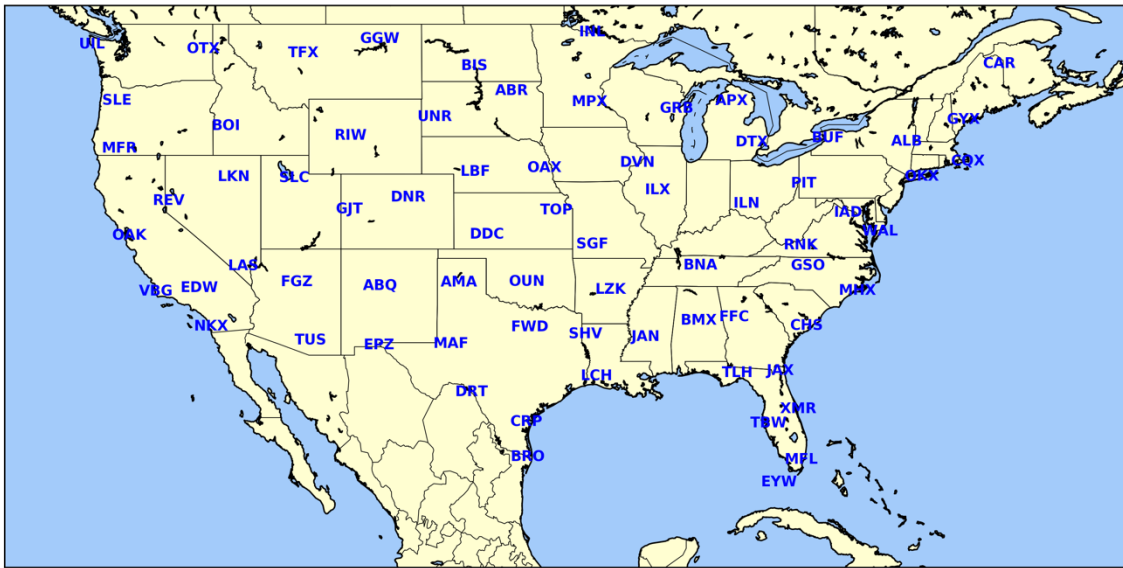 INL
GGW
UIL
OTX
TFX
BIS
CAR
ABR
SLE
MPX
APX
GRB
UNR
GYX
BOI
RIW
BUF
ALB
DTX
MFR
COX
DVN
OAX
LBF
LKN
SLC
OKX
PIT
ILX
REV
DNR
ILN
GJT
TOP
IAD
WAL
OAK
DDC
SGF
RNK
LAS
BNA
GSO
FGZ
AMA
OUN
ABQ
EDW
VBG
LZK
MNX
FFC
BMX
NKX
FWD
CHS
SHV
JAN
TUS
EPZ
MAF
JAX
TLH
LCH
DRT
XMR
CRP
TBW
BRO
MFL
EYW